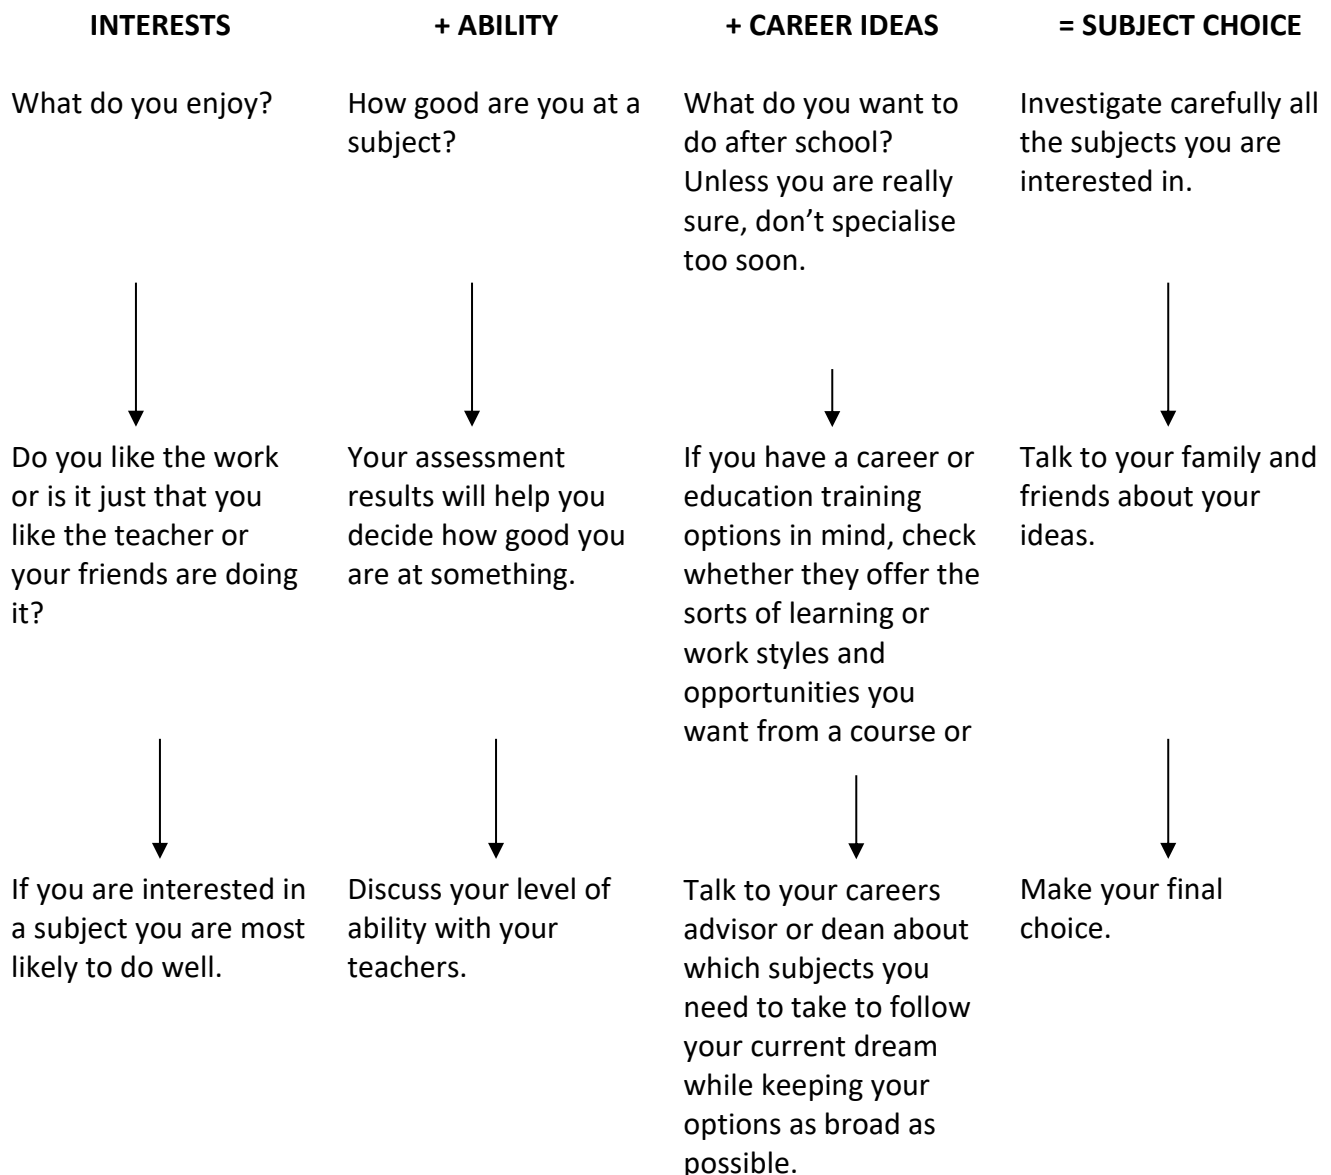 INTERESTS
What do you enjoy?
Do you like the work
or is it just that you
like the teacher or
your friends are doing
it?
If you are interested in
a subject you are most
likely to do well.
+ ABILITY
How good are you at a
subject?
Your assessment
results will help you
decide how good you
are at something.
Discuss your level of
ability with your
teachers.
+ CAREER IDEAS
What do you want to
do after school?
Unless you are really
sure, don’t specialise
too soon.
If you have a career or
education training
options in mind, check
whether they offer the
sorts of learning or
work styles and
opportunities you
want from a course or
Talk to your careers
advisor or dean about
which subjects you
need to take to follow
your current dream
while keeping your
options as broad as
possible.
= SUBJECT CHOICE
Investigate carefully all
the subjects you are
interested in.
Talk to your family and
friends about your
ideas.
Make your final
choice.